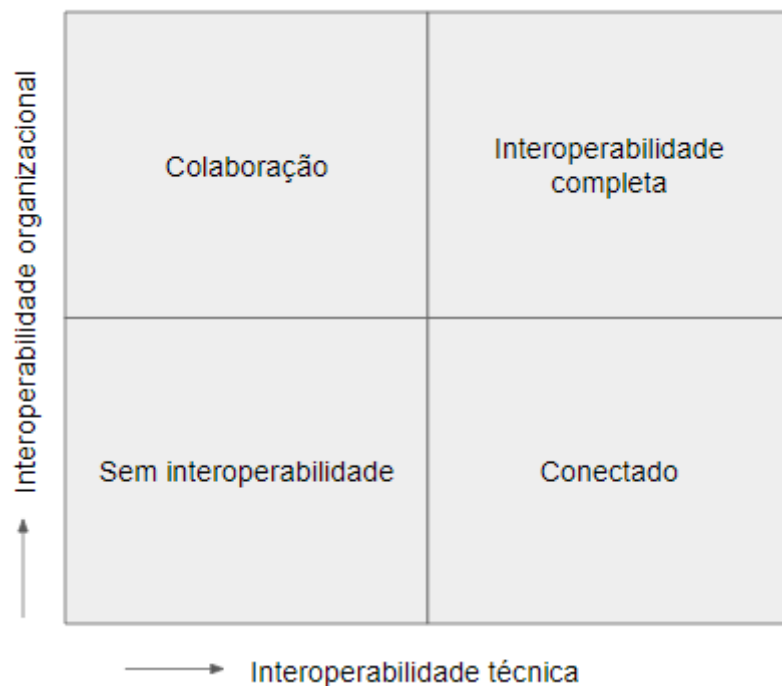 Interoperabilidade organizacional
Colaboração
Interoperabilidade
completa
Sem interoperabilidade
Conectado
Interoperabilidade técnica